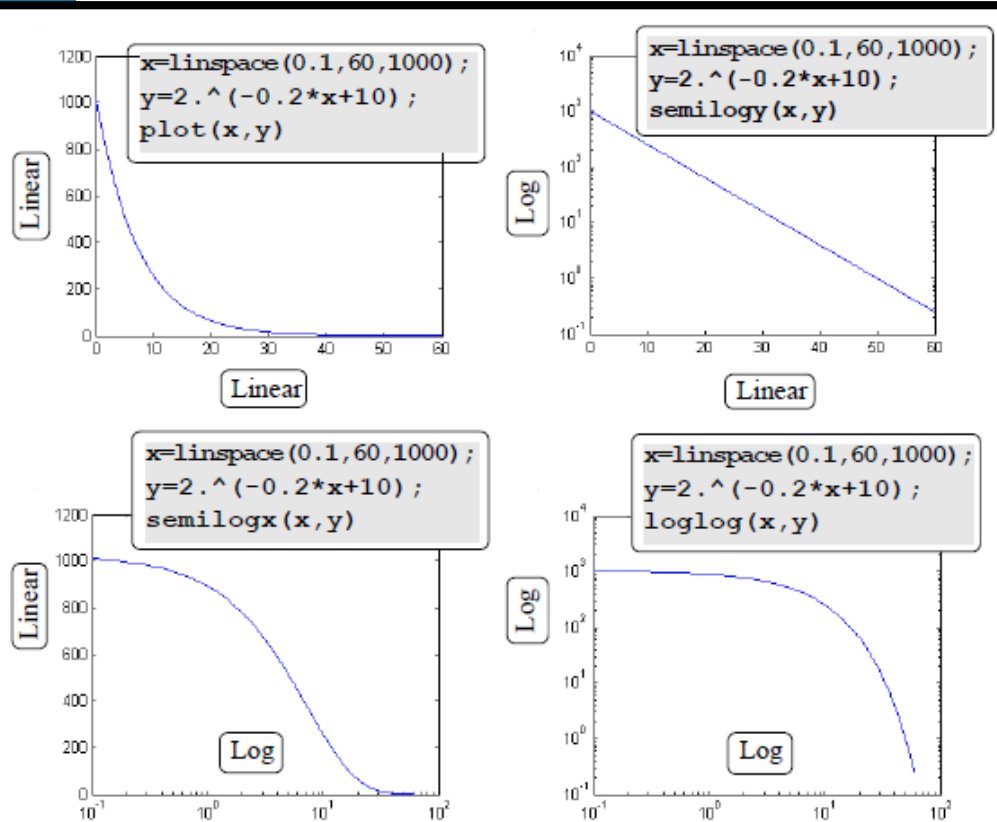 x=linspace(0.1,60,1000);
y=2.^(-0.2*x+10);
plot(x,y)
1200
1000
800
600
400
200
0
Linear
0 10 20 30 40 50 60
Linear
x=linspace(0.1,60,1000);
y=2.^(-0.2*x+10);
semilogy(x,y)
10^4
10^3
10^2
10^1
10^0
10^-1
Log
0 10 20 30 40 50 60
Linear
x=linspace(0.1,60,1000);
y=2.^(-0.2*x+10);
semilogx(x,y)
1200
1000
800
600
400
200
0
Linear
Log
10^-1 10^0 10^1 10^2
x=linspace(0.1,60,1000);
y=2.^(-0.2*x+10);
loglog(x,y)
10^4
10^3
10^2
10^1
10^0
10^-1
Log
Log
10^-1 10^0 10^1 10^2